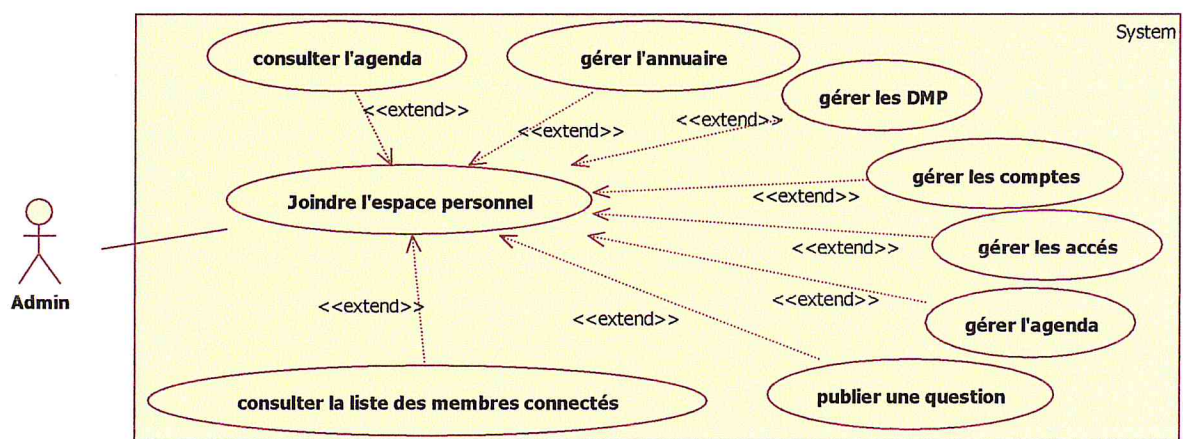 System
consulter l'agenda
gérer l'annuaire
gérer les DMP
<<extend>>
<<extend>>
<<extend>>
gérer les comptes
<<extend>>
Joindre l'espace personnel
gérer les accés
<<extend>>
Admin
<<extend>>
<<extend>>
<<extend>>
gérer l'agenda
consulter la liste des membres connectés
publier une question